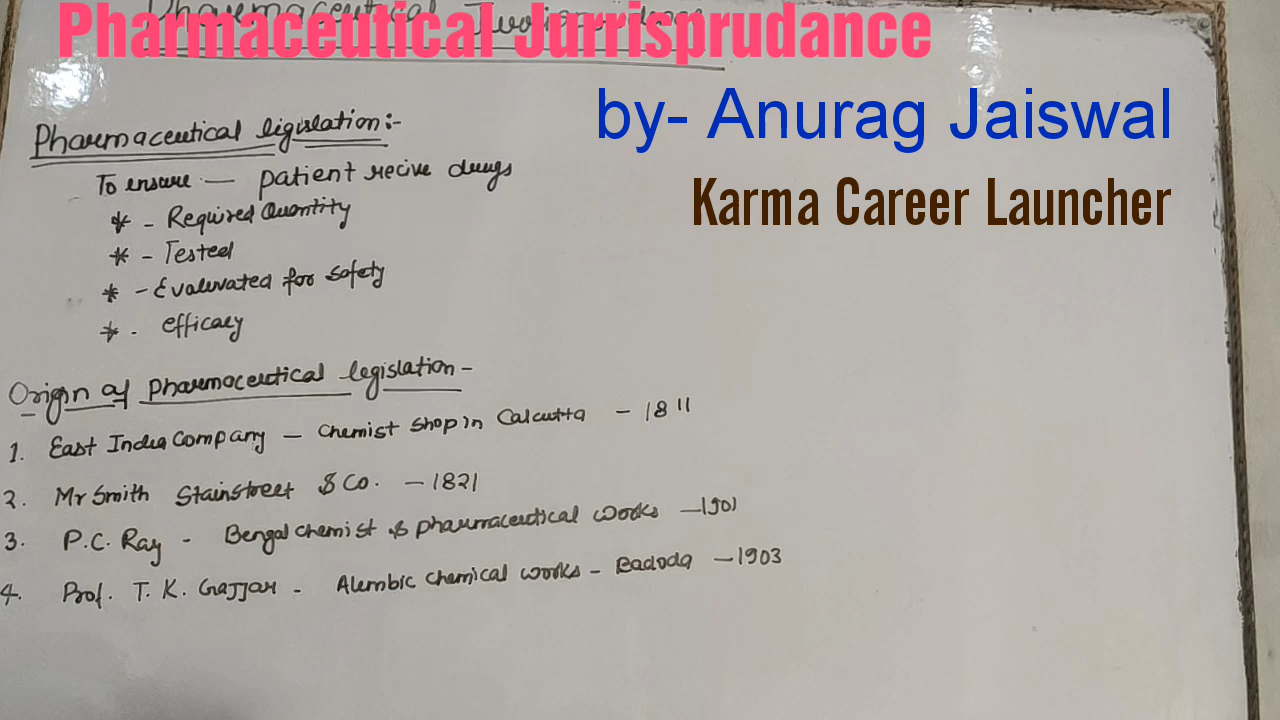 Pharmaceutical Jurrisprudance
by- Anurag Jaiswal
Karma Career Launcher
Pharmaceutical legislation:-
To ensure — patient recive drugs
* - Required Quantity
* - Tested
* - Evaluvated for safety
* - efficacy
Origin of pharmaceutical legislation -
1. East India Company — Chemist shop in Calcutta - 1811
2. Mr Smith Stainstreet & Co. - 1821
3. P.C. Ray - Bengal chemist & pharmaceutical works - 1901
4. Prof. T. K. Gajjar - Alembic chemical works - Badoda - 1903